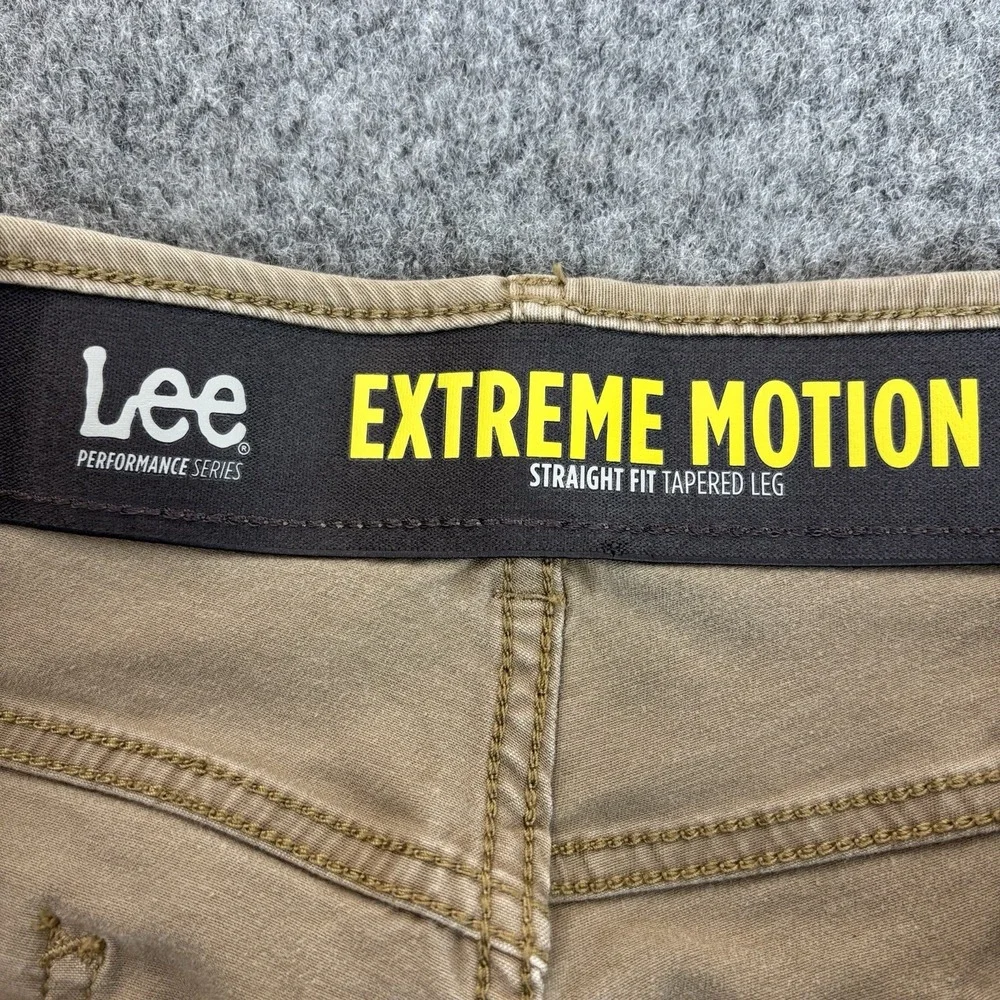 Lee®
PERFORMANCE SERIES
EXTREME MOTION
STRAIGHT FIT TAPERED LEG